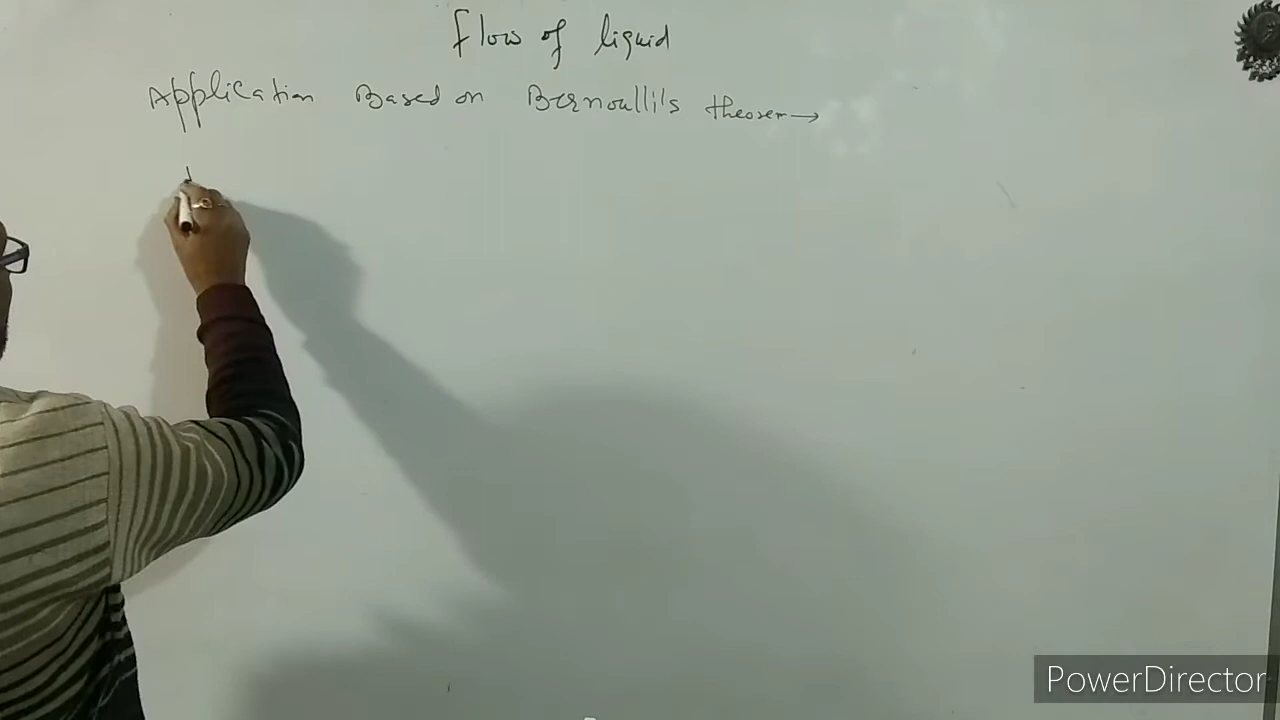 Flow of liquid
Application Based on Bernoulli's theorem→
PowerDirector